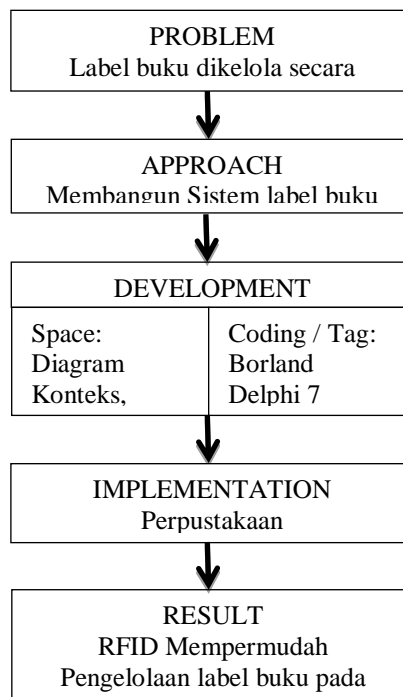 PROBLEM
Label buku dikelola secara
APPROACH
Membangun Sistem label buku
DEVELOPMENT
Space:
Diagram
Konteks,
Coding / Tag:
Borland
Delphi 7
IMPLEMENTATION
Perpustakaan
RESULT
RFID Mempermudah
Pengelolaan label buku pada